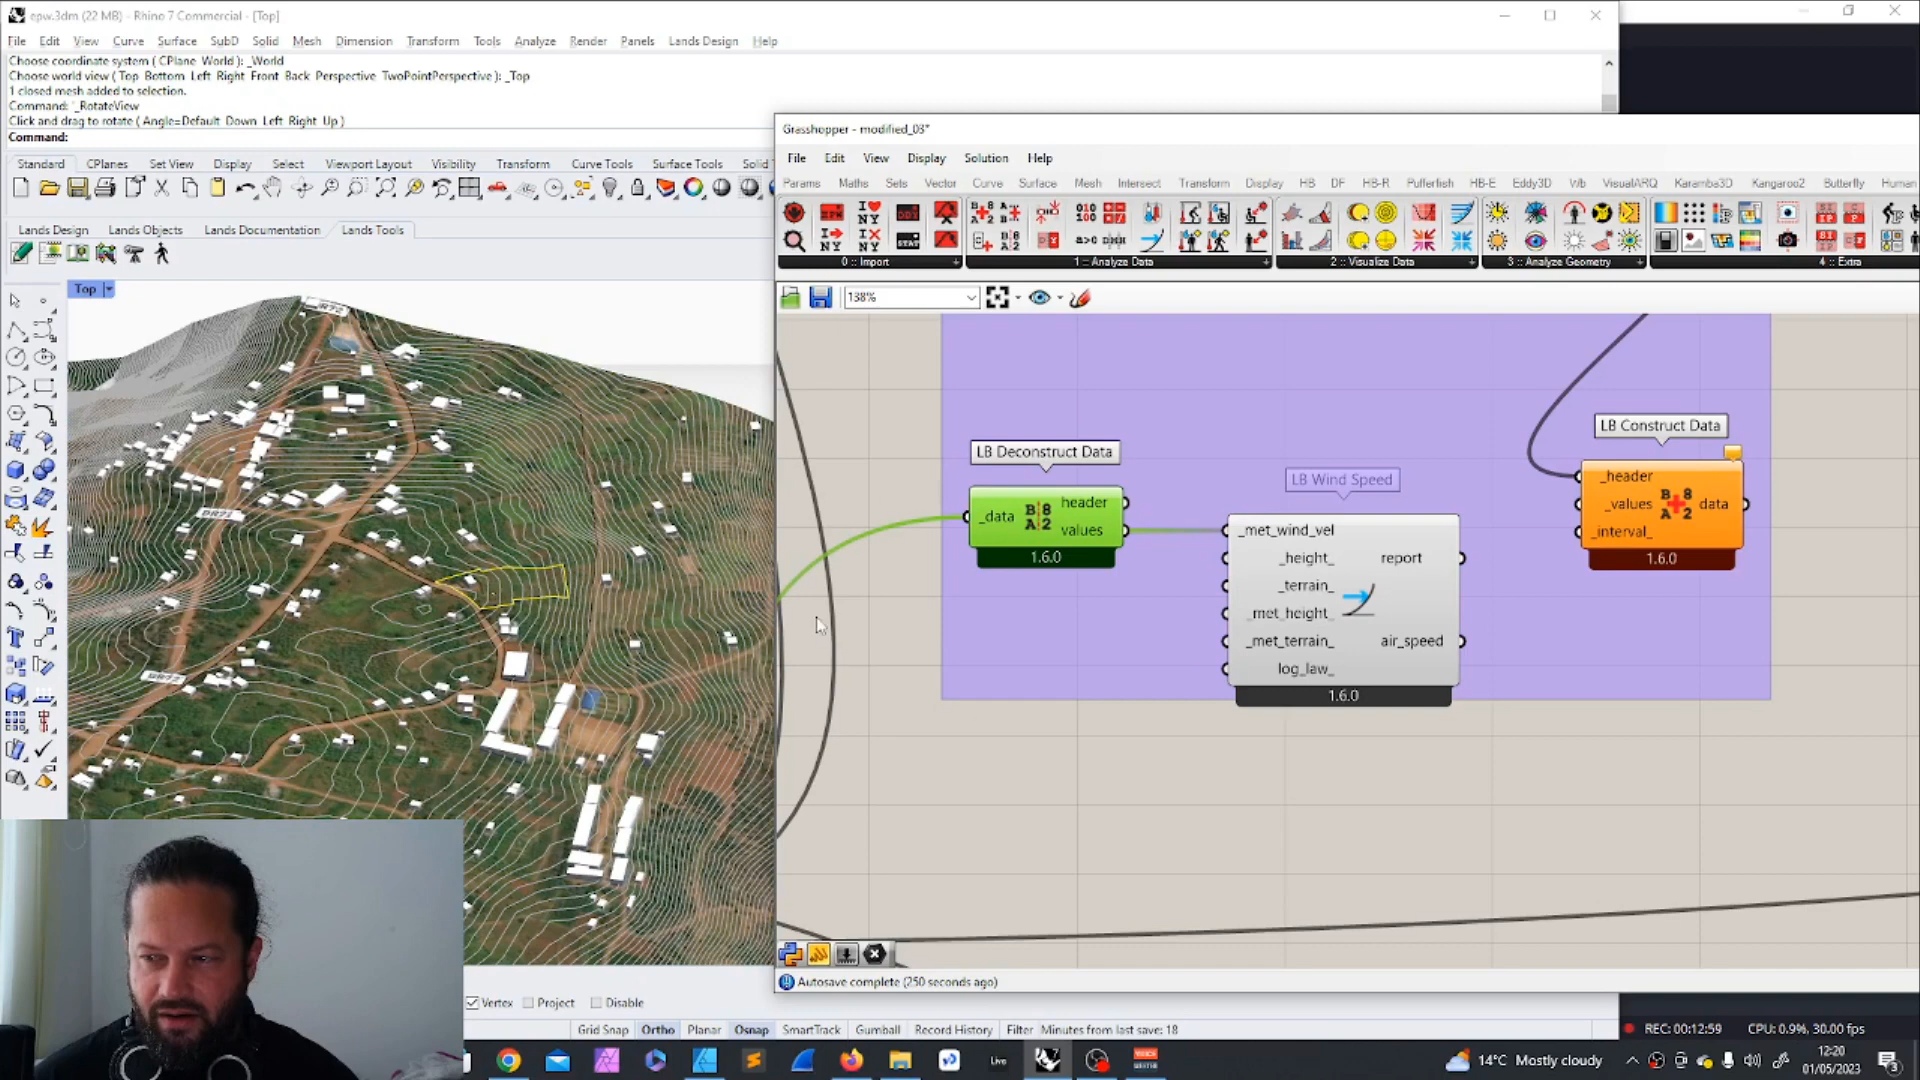 epw.3dm (22 MB) - Rhino 7 Commercial - [Top]
File Edit View Curve Surface SubD Solid Mesh Dimension Transform Tools Analyze Render Panels Lands Design Help
Choose coordinate system ( CPlane World ): _World
Choose world view ( Top Bottom Left Right Front Back Perspective TwoPointPerspective ): _Top
1 closed mesh added to selection.
Command: '_RotateView
Click and drag to rotate ( Angle=Default Down Left Right Up )
Command:
Standard CPlanes Set View Display Select Viewport Layout Visibility Transform Curve Tools Surface Tools Solid T
Lands Design Lands Objects Lands Documentation Lands Tools
Top
Grasshopper - modified_03*
File Edit View Display Solution Help
Params Maths Sets Vector Curve Surface Mesh Intersect Transform Display HB DF HB-R Pufferfish HB-E Eddy3D Wb VisualARQ Karamba3D Kangaroo2 Butterfly Human
0 :: Import
1 :: Analyze Data
2 :: Visualize Data
3 :: Analyze Geometry
4 :: Extra
138%
LB Deconstruct Data
_data
header
values
1.6.0
LB Wind Speed
_met_wind_vel
_height_
_terrain_
_met_height_
_met_terrain_
log_law_
report
air_speed
1.6.0
LB Construct Data
_header
_values
_interval_
data
1.6.0
Autosave complete (250 seconds ago)
Vertex Project Disable
Grid Snap Ortho Planar Osnap SmartTrack Gumball Record History Filter Minutes from last save: 18
REC: 00:12:59 CPU: 0.9%, 30.00 fps
Live
14°C Mostly cloudy
12:20
01/05/2023
3